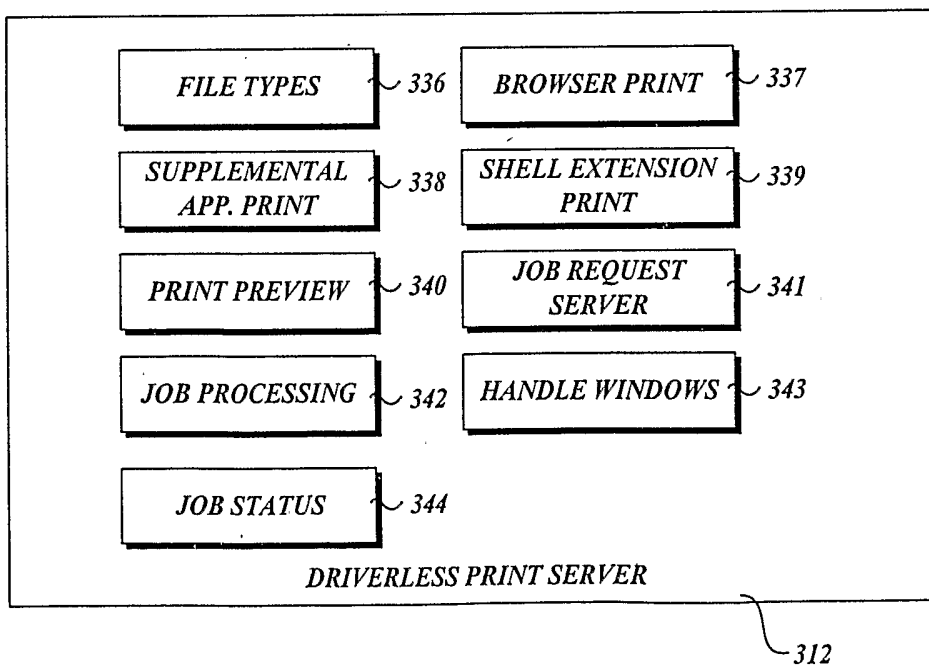 FILE TYPES 336
BROWSER PRINT 337
SUPPLEMENTAL
APP. PRINT 338
SHELL EXTENSION
PRINT 339
PRINT PREVIEW 340
JOB REQUEST
SERVER 341
JOB PROCESSING 342
HANDLE WINDOWS 343
JOB STATUS 344
DRIVERLESS PRINT SERVER
312